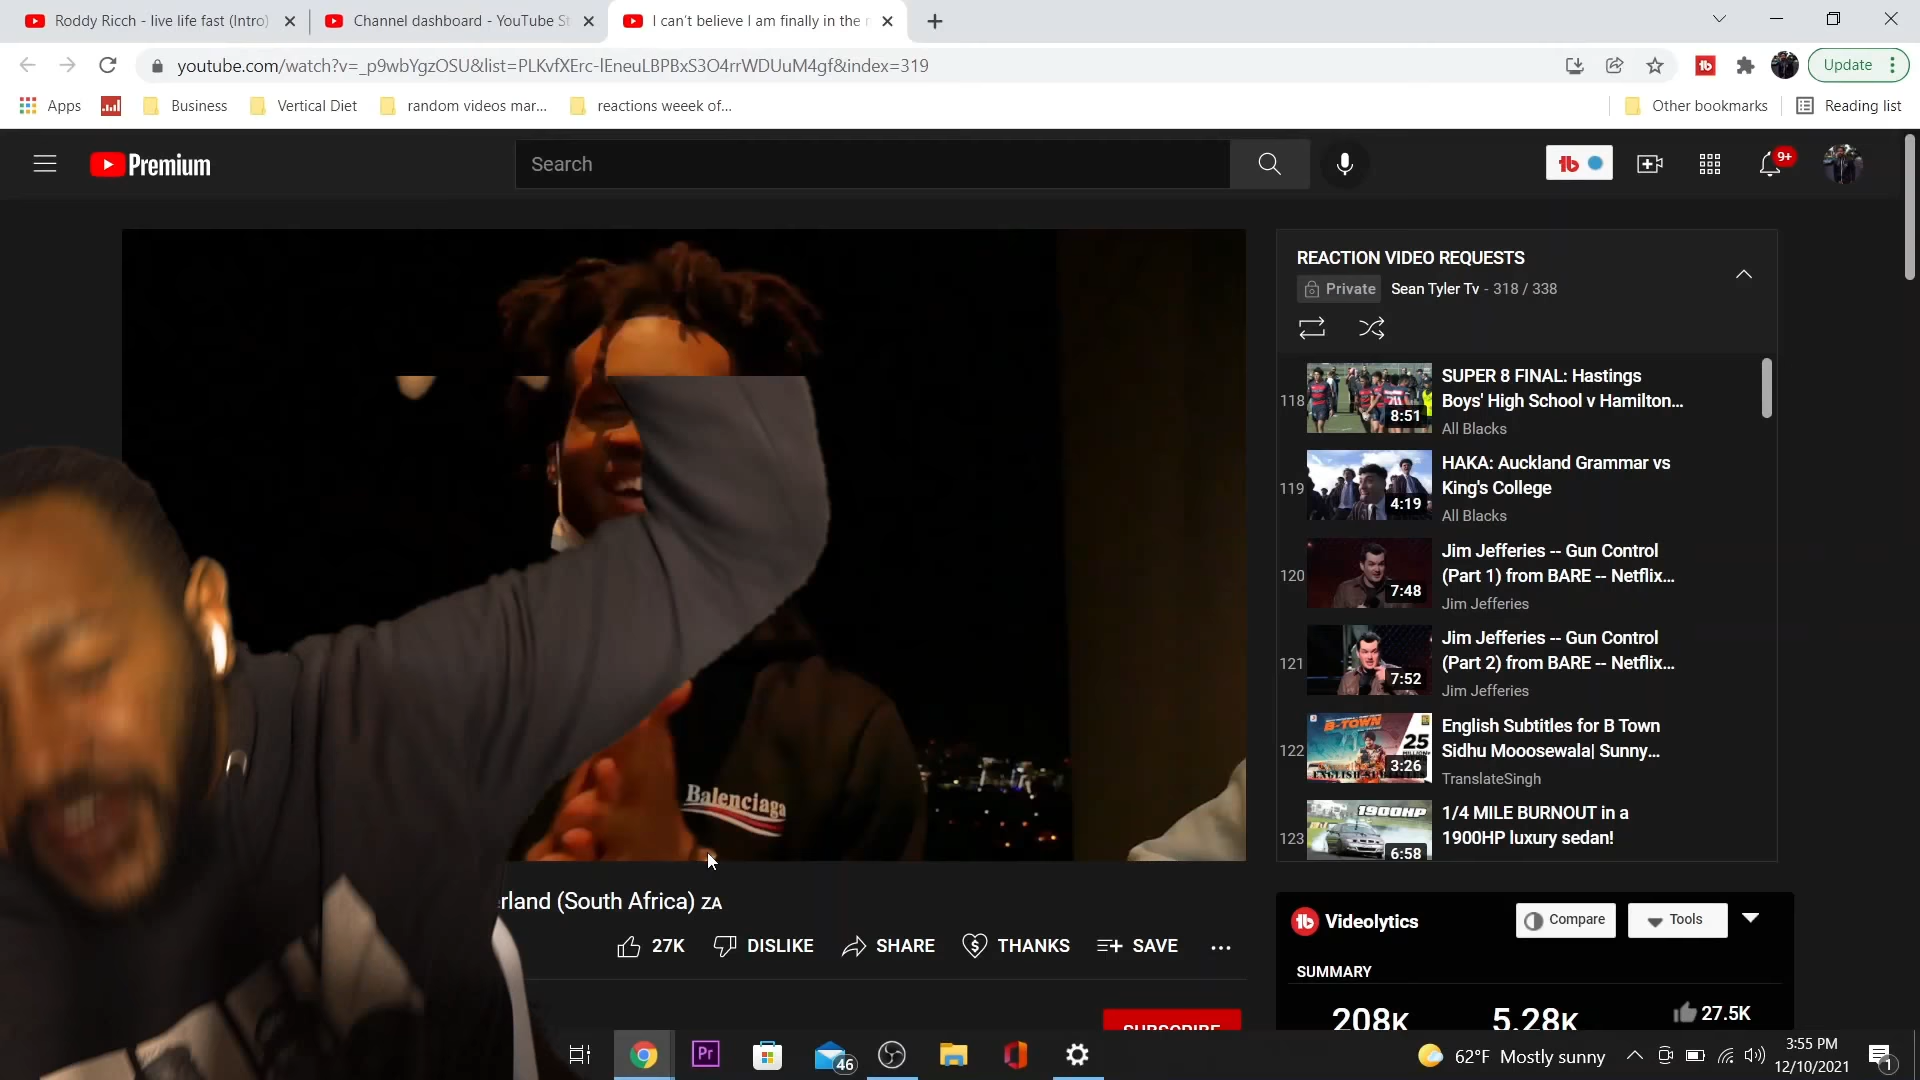 Roddy Ricch - live life fast (Intro)
Channel dashboard - YouTube St
I can't believe I am finally in the
youtube.com/watch?v=_p9wbYgzOSU&list=PLKvfXErc-lEneuLBPBxS3O4rrWDUuM4gf&index=319
Update
Apps
Business
Vertical Diet
random videos mar...
reactions weeek of...
Other bookmarks
Reading list
Premium
Search
9+
REACTION VIDEO REQUESTS
Private Sean Tyler Tv - 318 / 338
118
8:51
SUPER 8 FINAL: Hastings
Boys' High School v Hamilton...
All Blacks
119
4:19
HAKA: Auckland Grammar vs
King's College
All Blacks
120
7:48
Jim Jefferies -- Gun Control
(Part 1) from BARE -- Netflix...
Jim Jefferies
121
7:52
Jim Jefferies -- Gun Control
(Part 2) from BARE -- Netflix...
Jim Jefferies
122
B-TOWN
25
3:26
English Subtitles for B Town
Sidhu Mooosewala| Sunny...
TranslateSingh
123
1900HP
6:58
1/4 MILE BURNOUT in a
1900HP luxury sedan!
Balenciaga
rland (South Africa) ZA
27K DISLIKE SHARE THANKS SAVE ...
SUBSCRIBE
Videolytics
Compare
Tools
SUMMARY
208K
5.28K
27.5K
Pr
46
62°F Mostly sunny
3:55 PM
12/10/2021
1